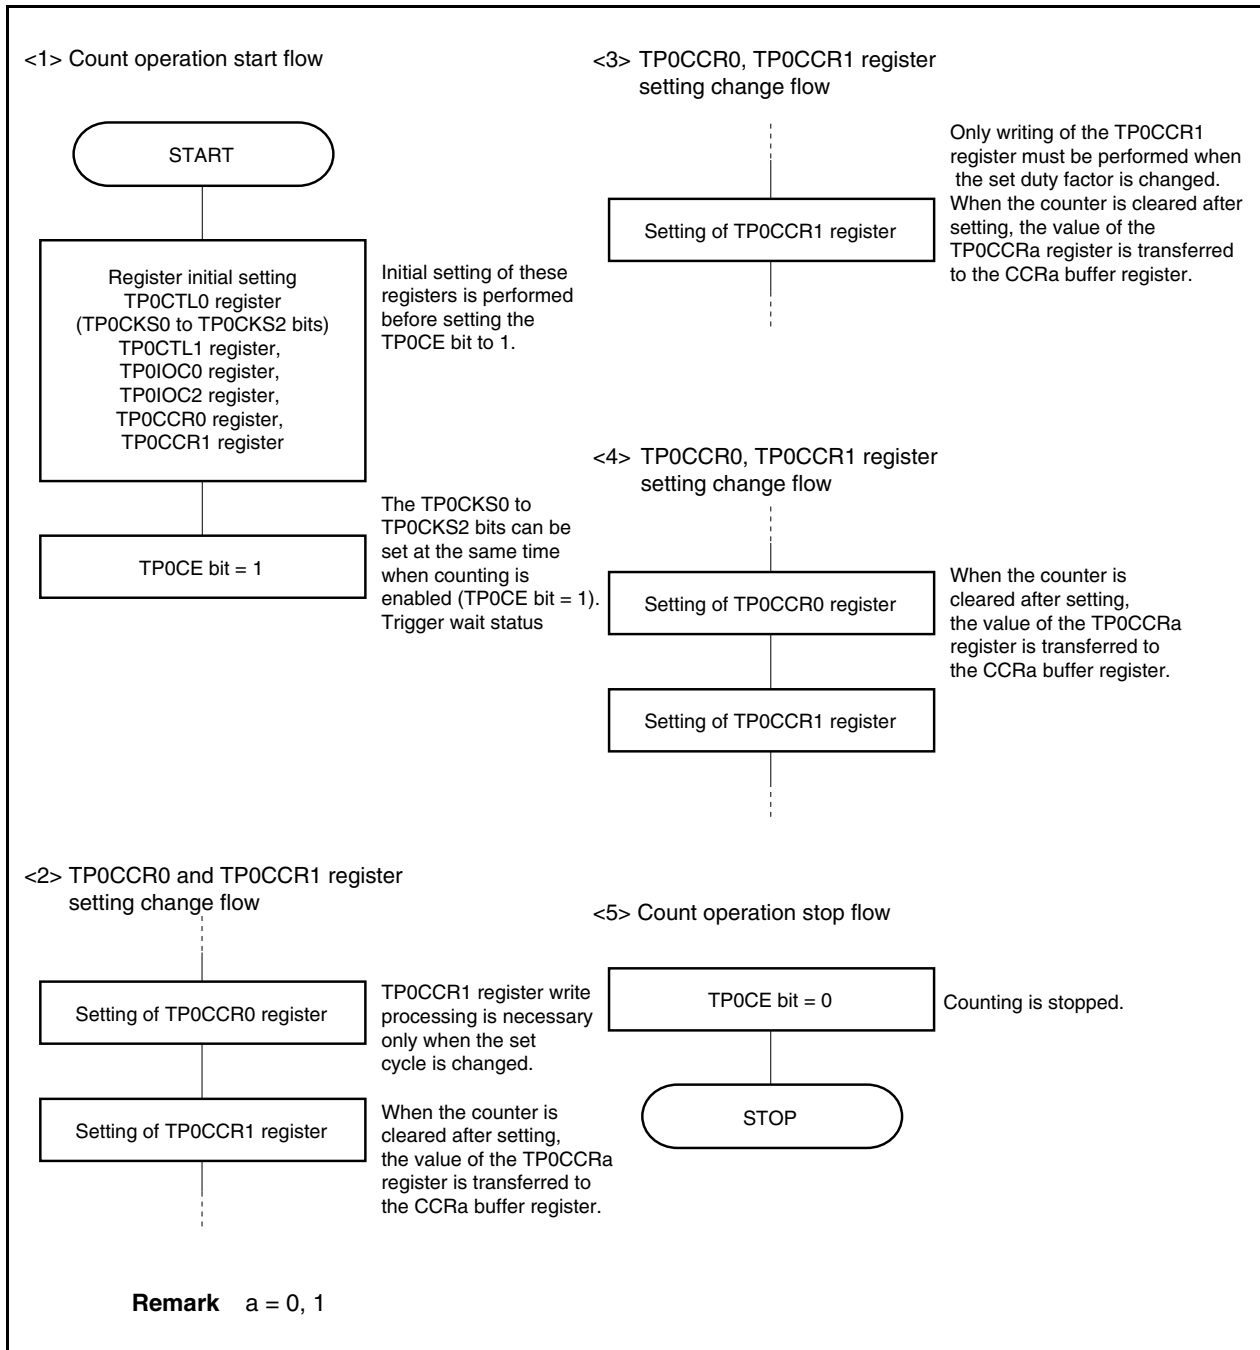 <1> Count operation start flow
START
Register initial setting
TP0CTL0 register
(TP0CKS0 to TP0CKS2 bits)
TP0CTL1 register,
TP0IOC0 register,
TP0IOC2 register,
TP0CCR0 register,
TP0CCR1 register
Initial setting of these
registers is performed
before setting the
TP0CE bit to 1.
TP0CE bit = 1
The TP0CKS0 to
TP0CKS2 bits can be
set at the same time
when counting is
enabled (TP0CE bit = 1).
Trigger wait status
<2> TP0CCR0 and TP0CCR1 register
setting change flow
Setting of TP0CCR0 register
TP0CCR1 register write
processing is necessary
only when the set
cycle is changed.
Setting of TP0CCR1 register
When the counter is
cleared after setting,
the value of the TP0CCRa
register is transferred to
the CCRa buffer register.
<3> TP0CCR0, TP0CCR1 register
setting change flow
Setting of TP0CCR1 register
Only writing of the TP0CCR1
register must be performed when
the set duty factor is changed.
When the counter is cleared after
setting, the value of the
TP0CCRa register is transferred
to the CCRa buffer register.
<4> TP0CCR0, TP0CCR1 register
setting change flow
Setting of TP0CCR0 register
When the counter is
cleared after setting,
the value of the TP0CCRa
register is transferred to
the CCRa buffer register.
Setting of TP0CCR1 register
<5> Count operation stop flow
TP0CE bit = 0
Counting is stopped.
STOP
Remark a = 0, 1